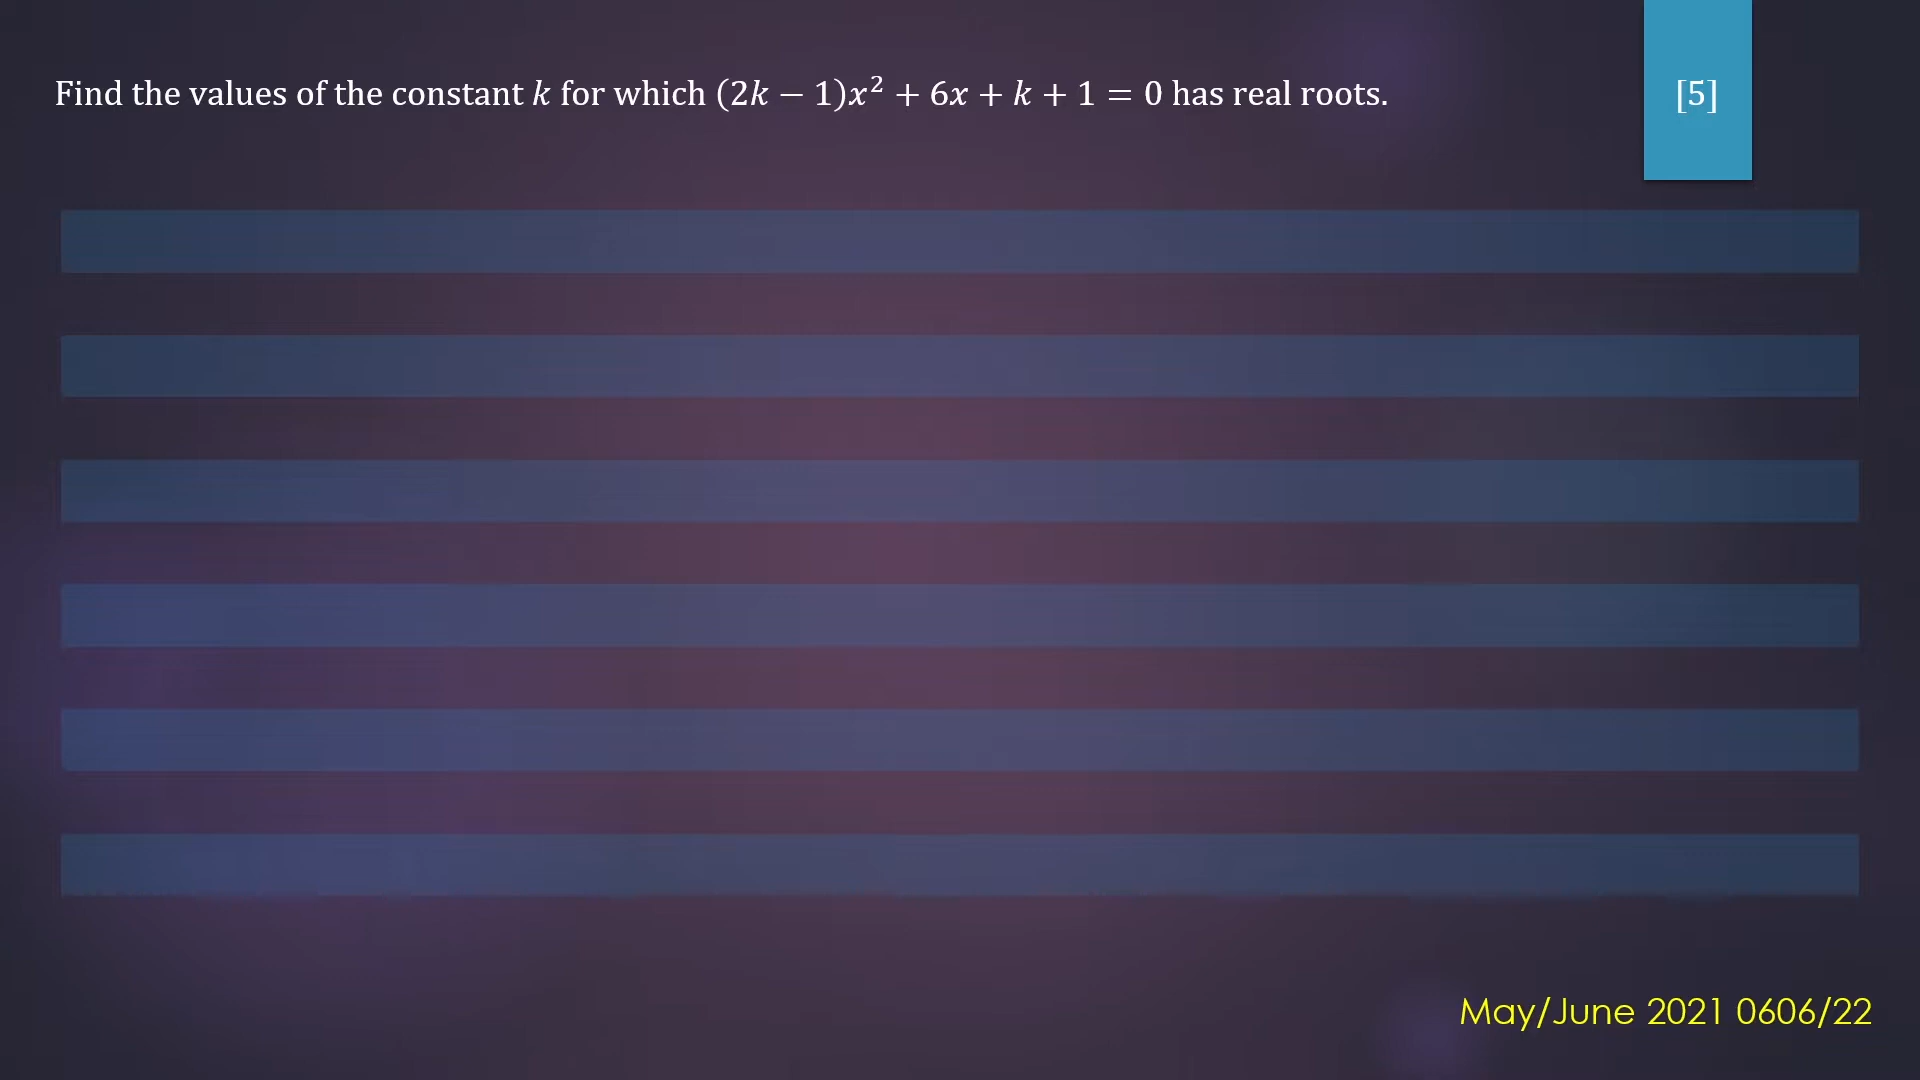 Find the values of the constant k for which (2k − 1)x² + 6x + k + 1 = 0 has real roots.
[5]
May/June 2021 0606/22